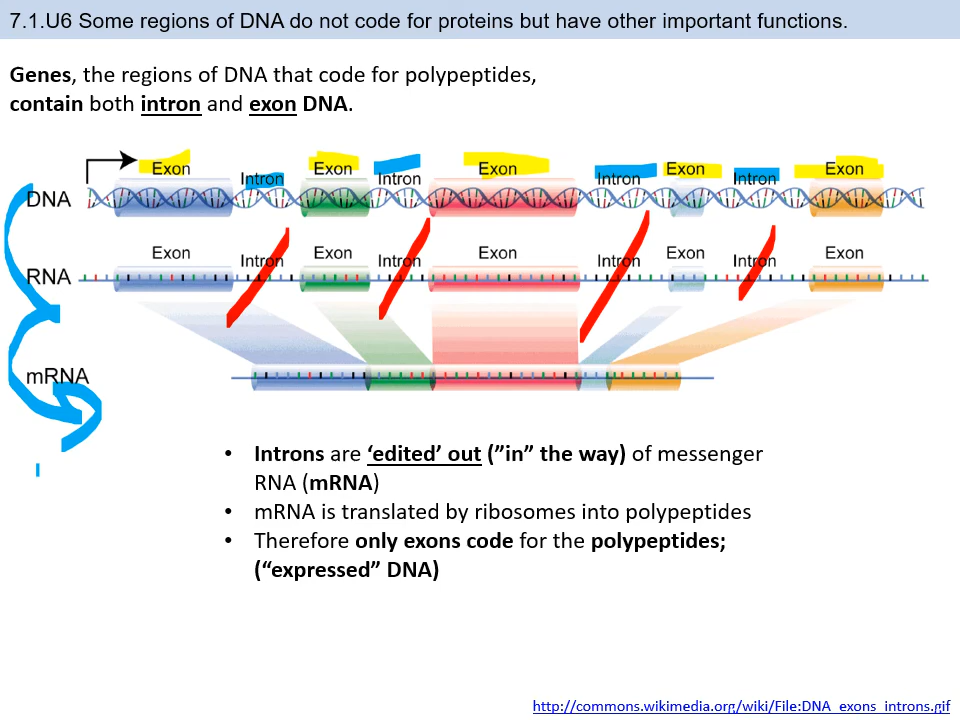 7.1.U6 Some regions of DNA do not code for proteins but have other important functions.
Genes, the regions of DNA that code for polypeptides,
contain both intron and exon DNA.
Exon Intron Exon Intron Exon Intron Exon Intron Exon
DNA
Exon Intron Exon Intron Exon Intron Exon Intron Exon
RNA
mRNA
• Introns are ‘edited’ out (”in” the way) of messenger
RNA (mRNA)
• mRNA is translated by ribosomes into polypeptides
• Therefore only exons code for the polypeptides;
(“expressed” DNA)
http://commons.wikimedia.org/wiki/File:DNA_exons_introns.gif